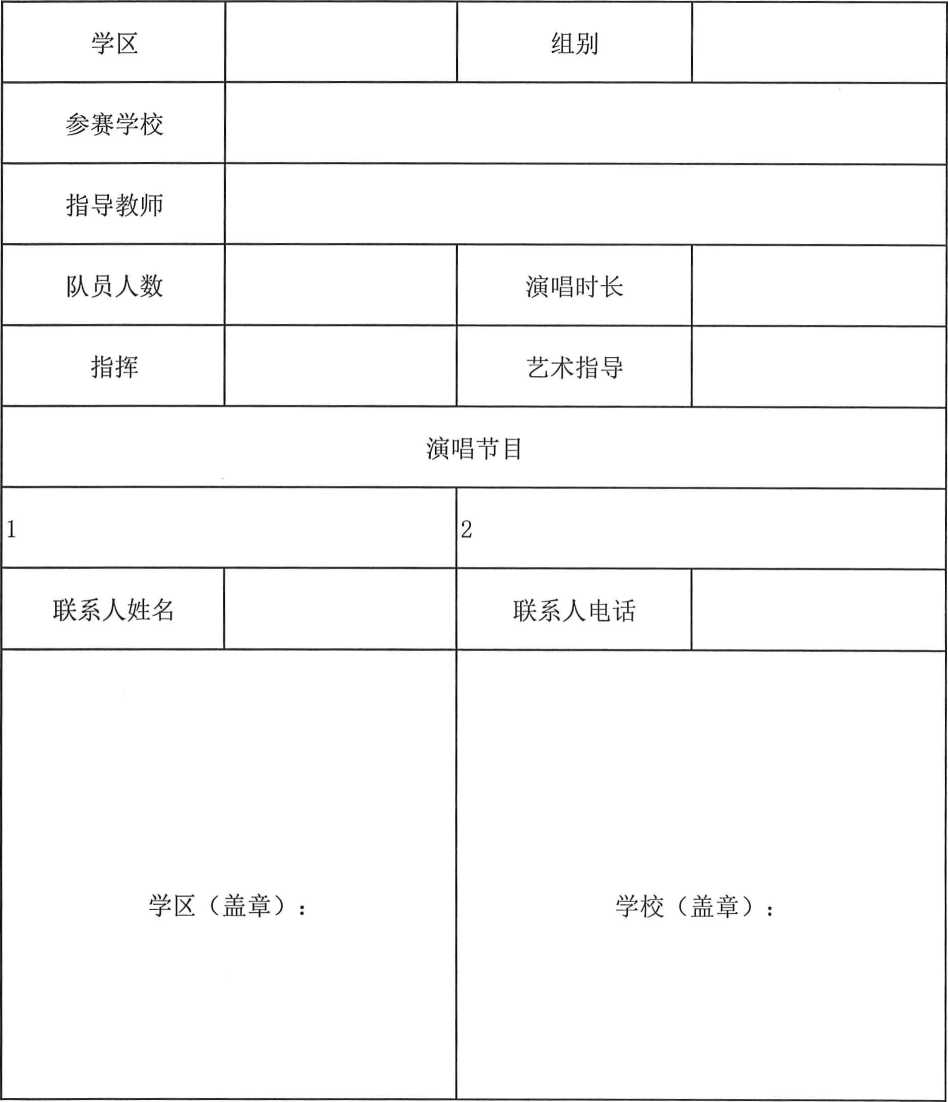 学区 组别
参赛学校
指导教师
队员人数 演唱时长
指挥 艺术指导
演唱节目
1 2
联系人姓名 联系人电话
学区（盖章）： 学校（盖章）：